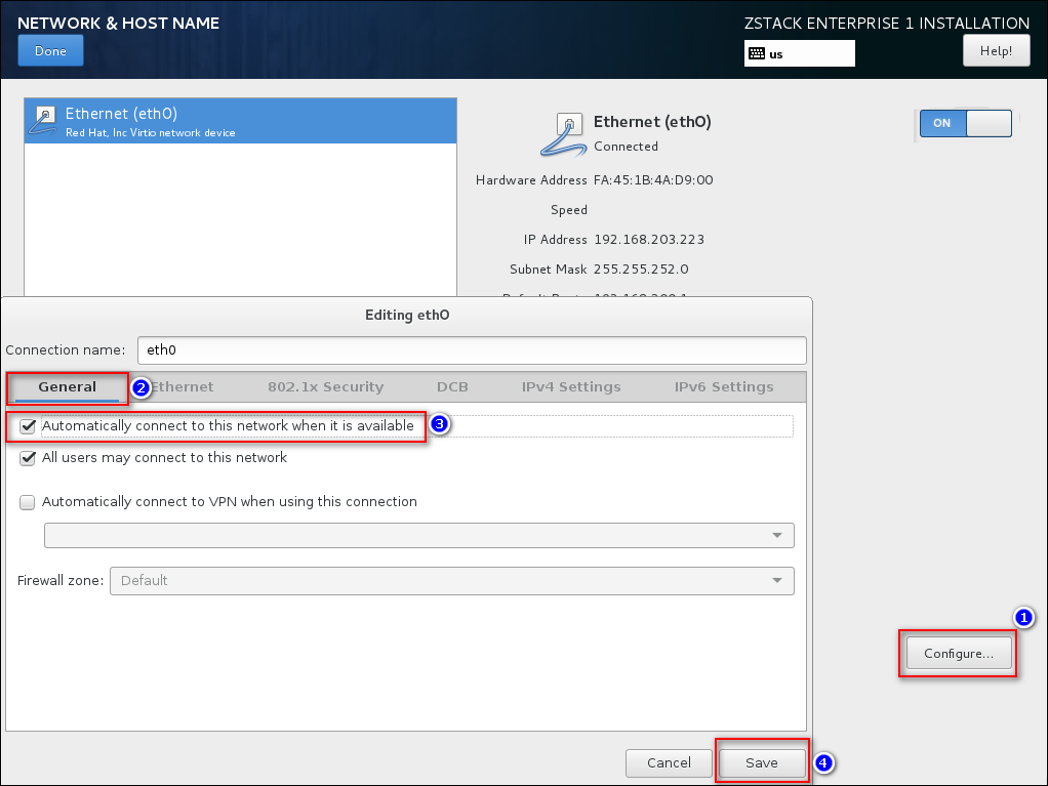 NETWORK & HOST NAME
ZSTACK ENTERPRISE 1 INSTALLATION
Done
us
Help!
Ethernet (eth0)
Red Hat, Inc Virtio network device
Ethernet (eth0)
Connected
ON
Hardware Address FA:45:1B:4A:D9:00
Speed
IP Address 192.168.203.223
Subnet Mask 255.255.252.0
Editing eth0
Connection name: eth0
General 2 Ethernet 802.1x Security DCB IPv4 Settings IPv6 Settings
Automatically connect to this network when it is available 3
All users may connect to this network
Automatically connect to VPN when using this connection
Firewall zone: Default
1
Configure...
Cancel Save 4